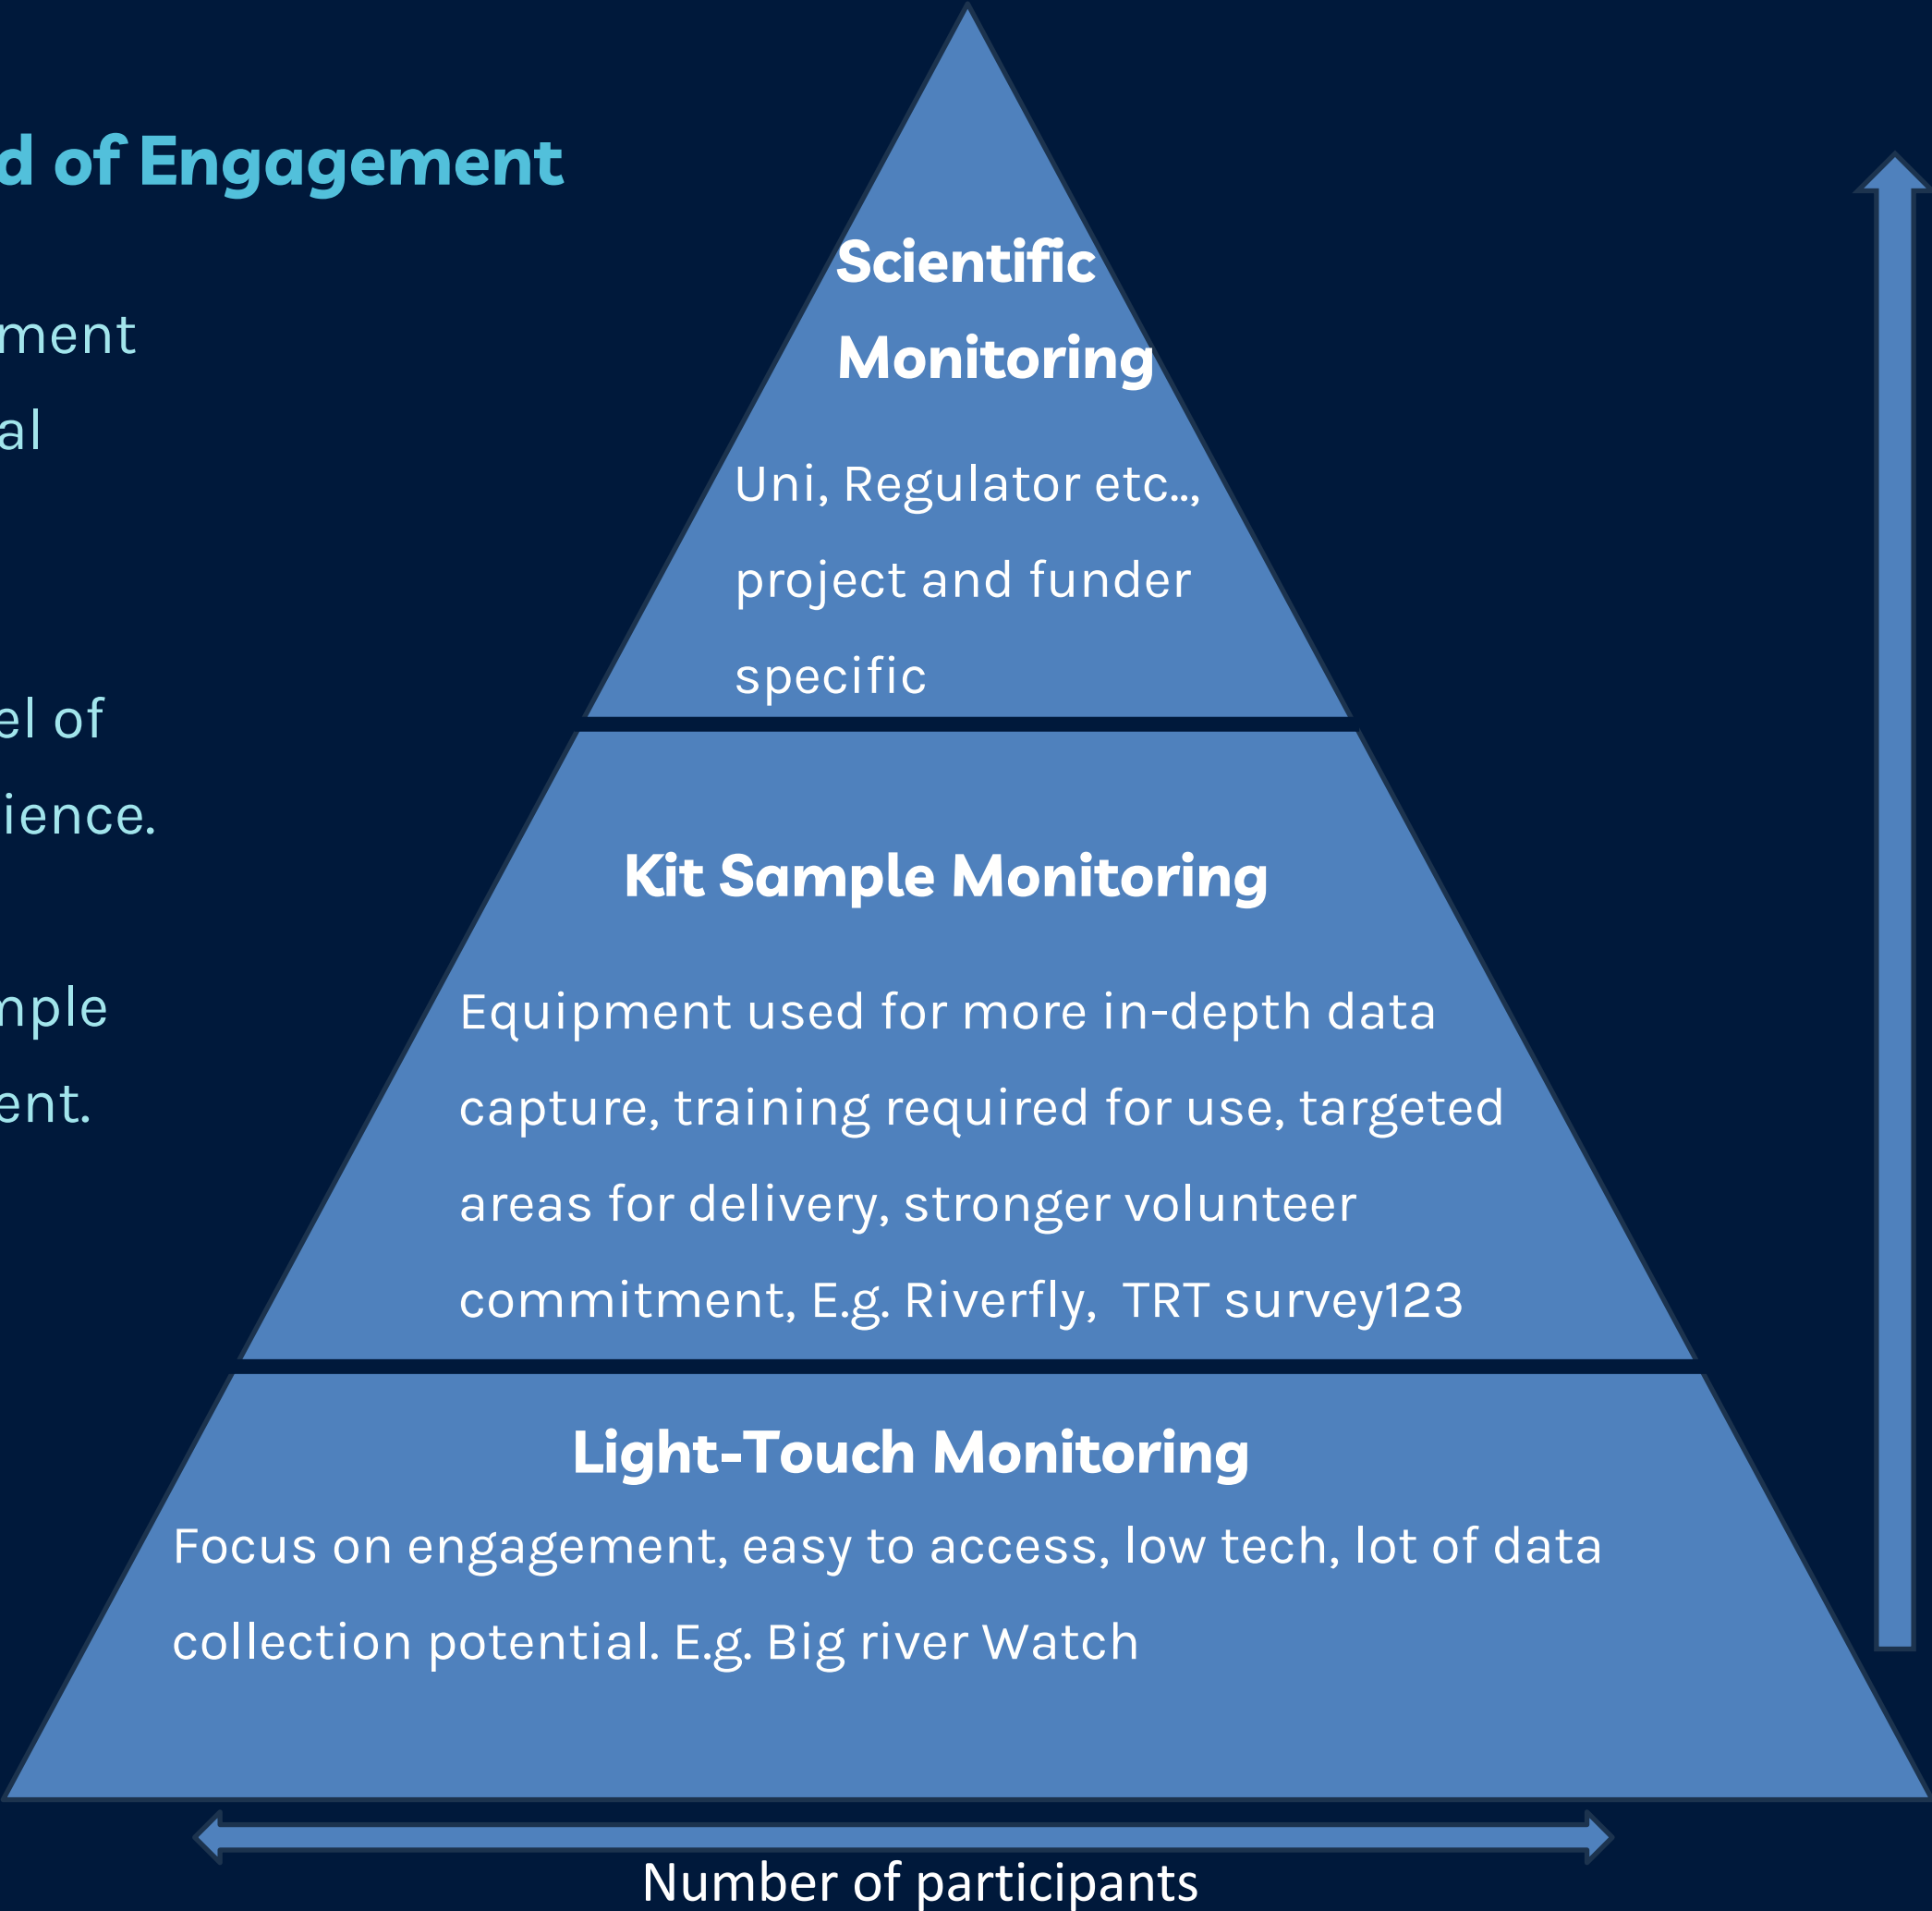 d of Engagement
ment
al
el of
ience.
mple
ent.
Scientific
Monitoring
Uni, Regulator etc..,
project and funder
specific
Kit Sample Monitoring
Equipment used for more in-depth data
capture, training required for use, targeted
areas for delivery, stronger volunteer
commitment, E.g. Riverfly,  TRT survey123
Light-Touch Monitoring
Focus on engagement, easy to access, low tech, lot of data
collection potential. E.g. Big river Watch
Number of participants